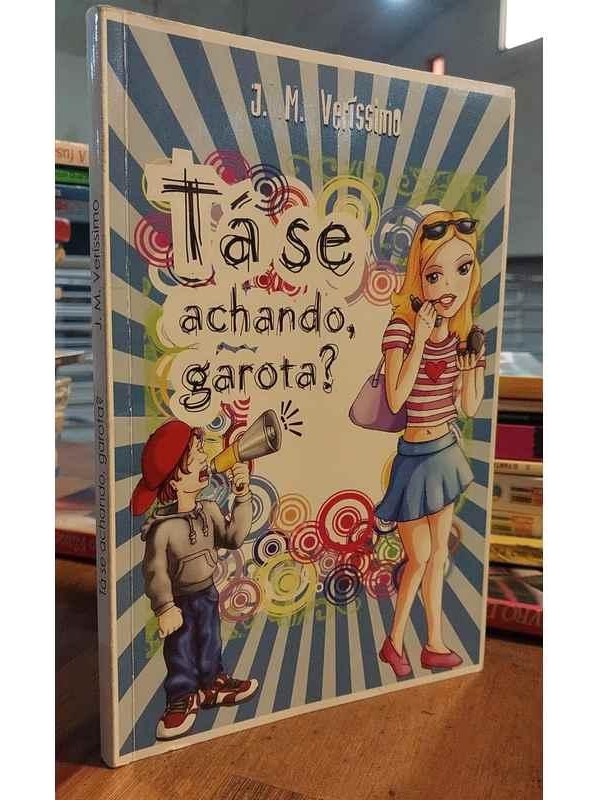 J. M. Veríssimo
Tá se
achando,
garota?
J. M. Veríssimo
Tá se achando, garota?